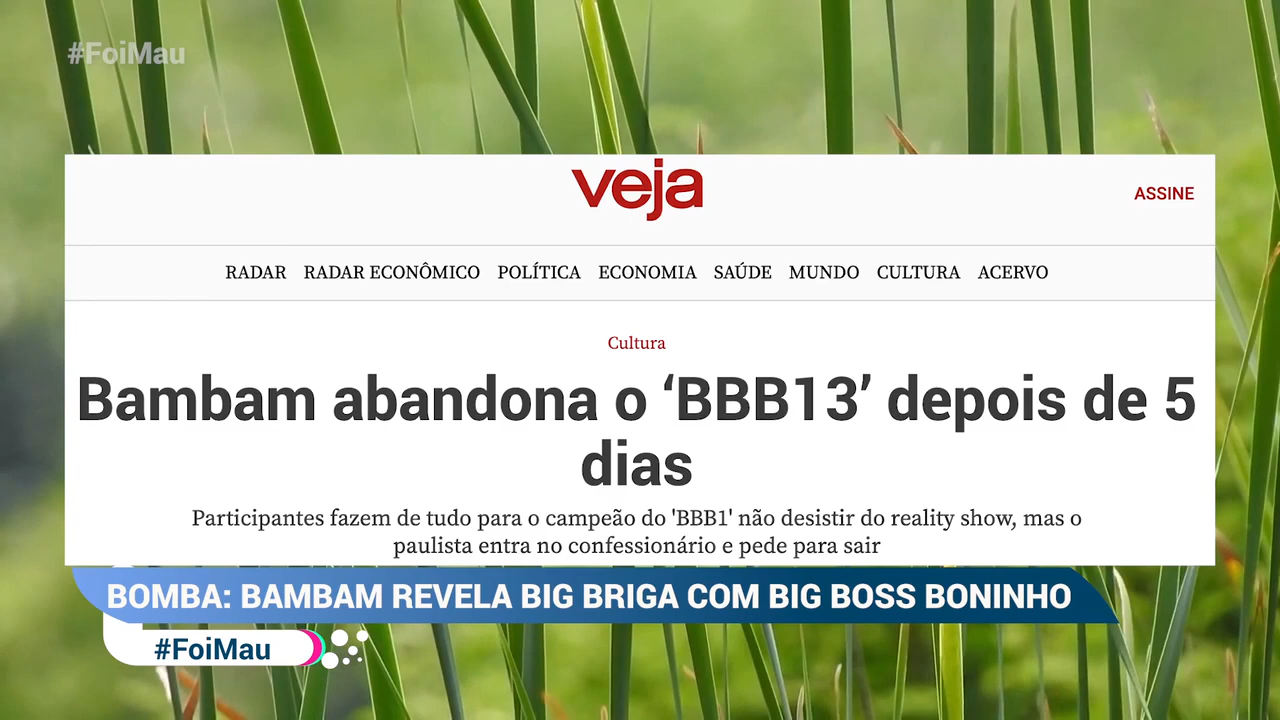 #FoiMau
veja
ASSINE
RADAR RADAR ECONÔMICO POLÍTICA ECONOMIA SAÚDE MUNDO CULTURA ACERVO
Cultura
Bambam abandona o ‘BBB13’ depois de 5
dias
Participantes fazem de tudo para o campeão do 'BBB1' não desistir do reality show, mas o
paulista entra no confessionário e pede para sair
BOMBA: BAMBAM REVELA BIG BRIGA COM BIG BOSS BONINHO
#FoiMau